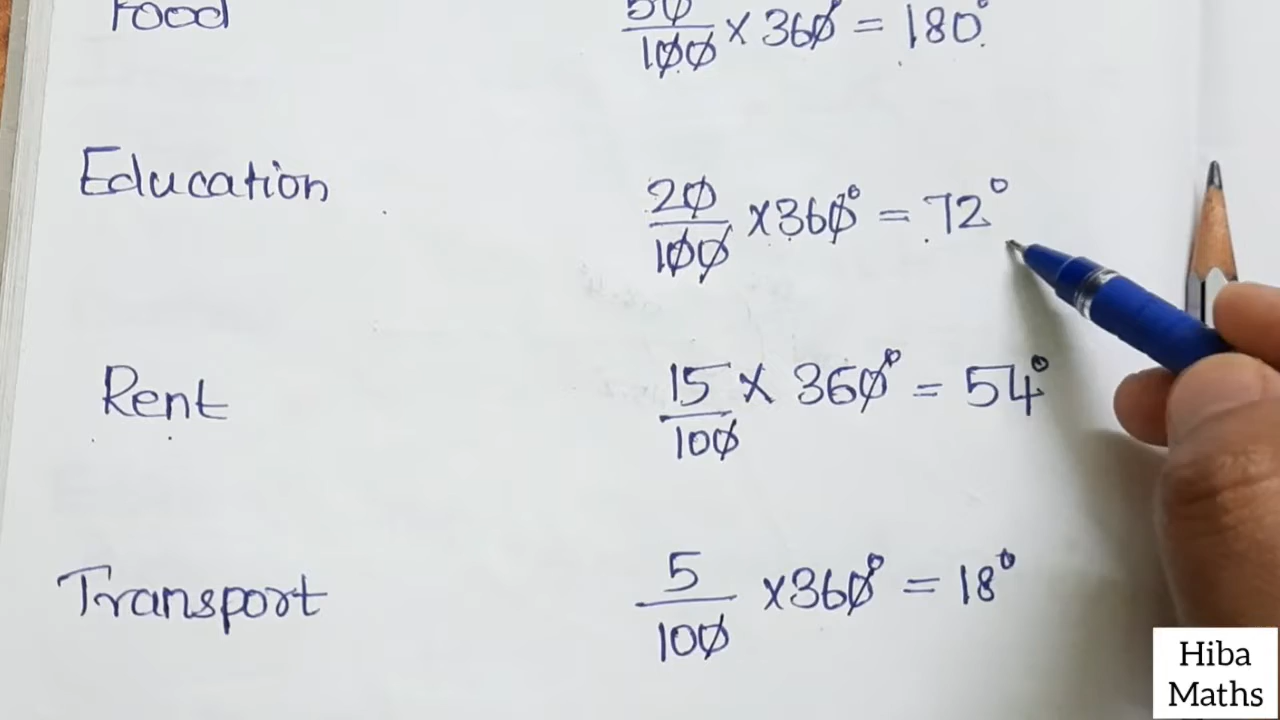 Food 50/100 × 360 = 180°
Education 20/100 × 360° = 72°
Rent 15/100 × 360° = 54°
Transport 5/100 × 360° = 18°
Hiba
Maths